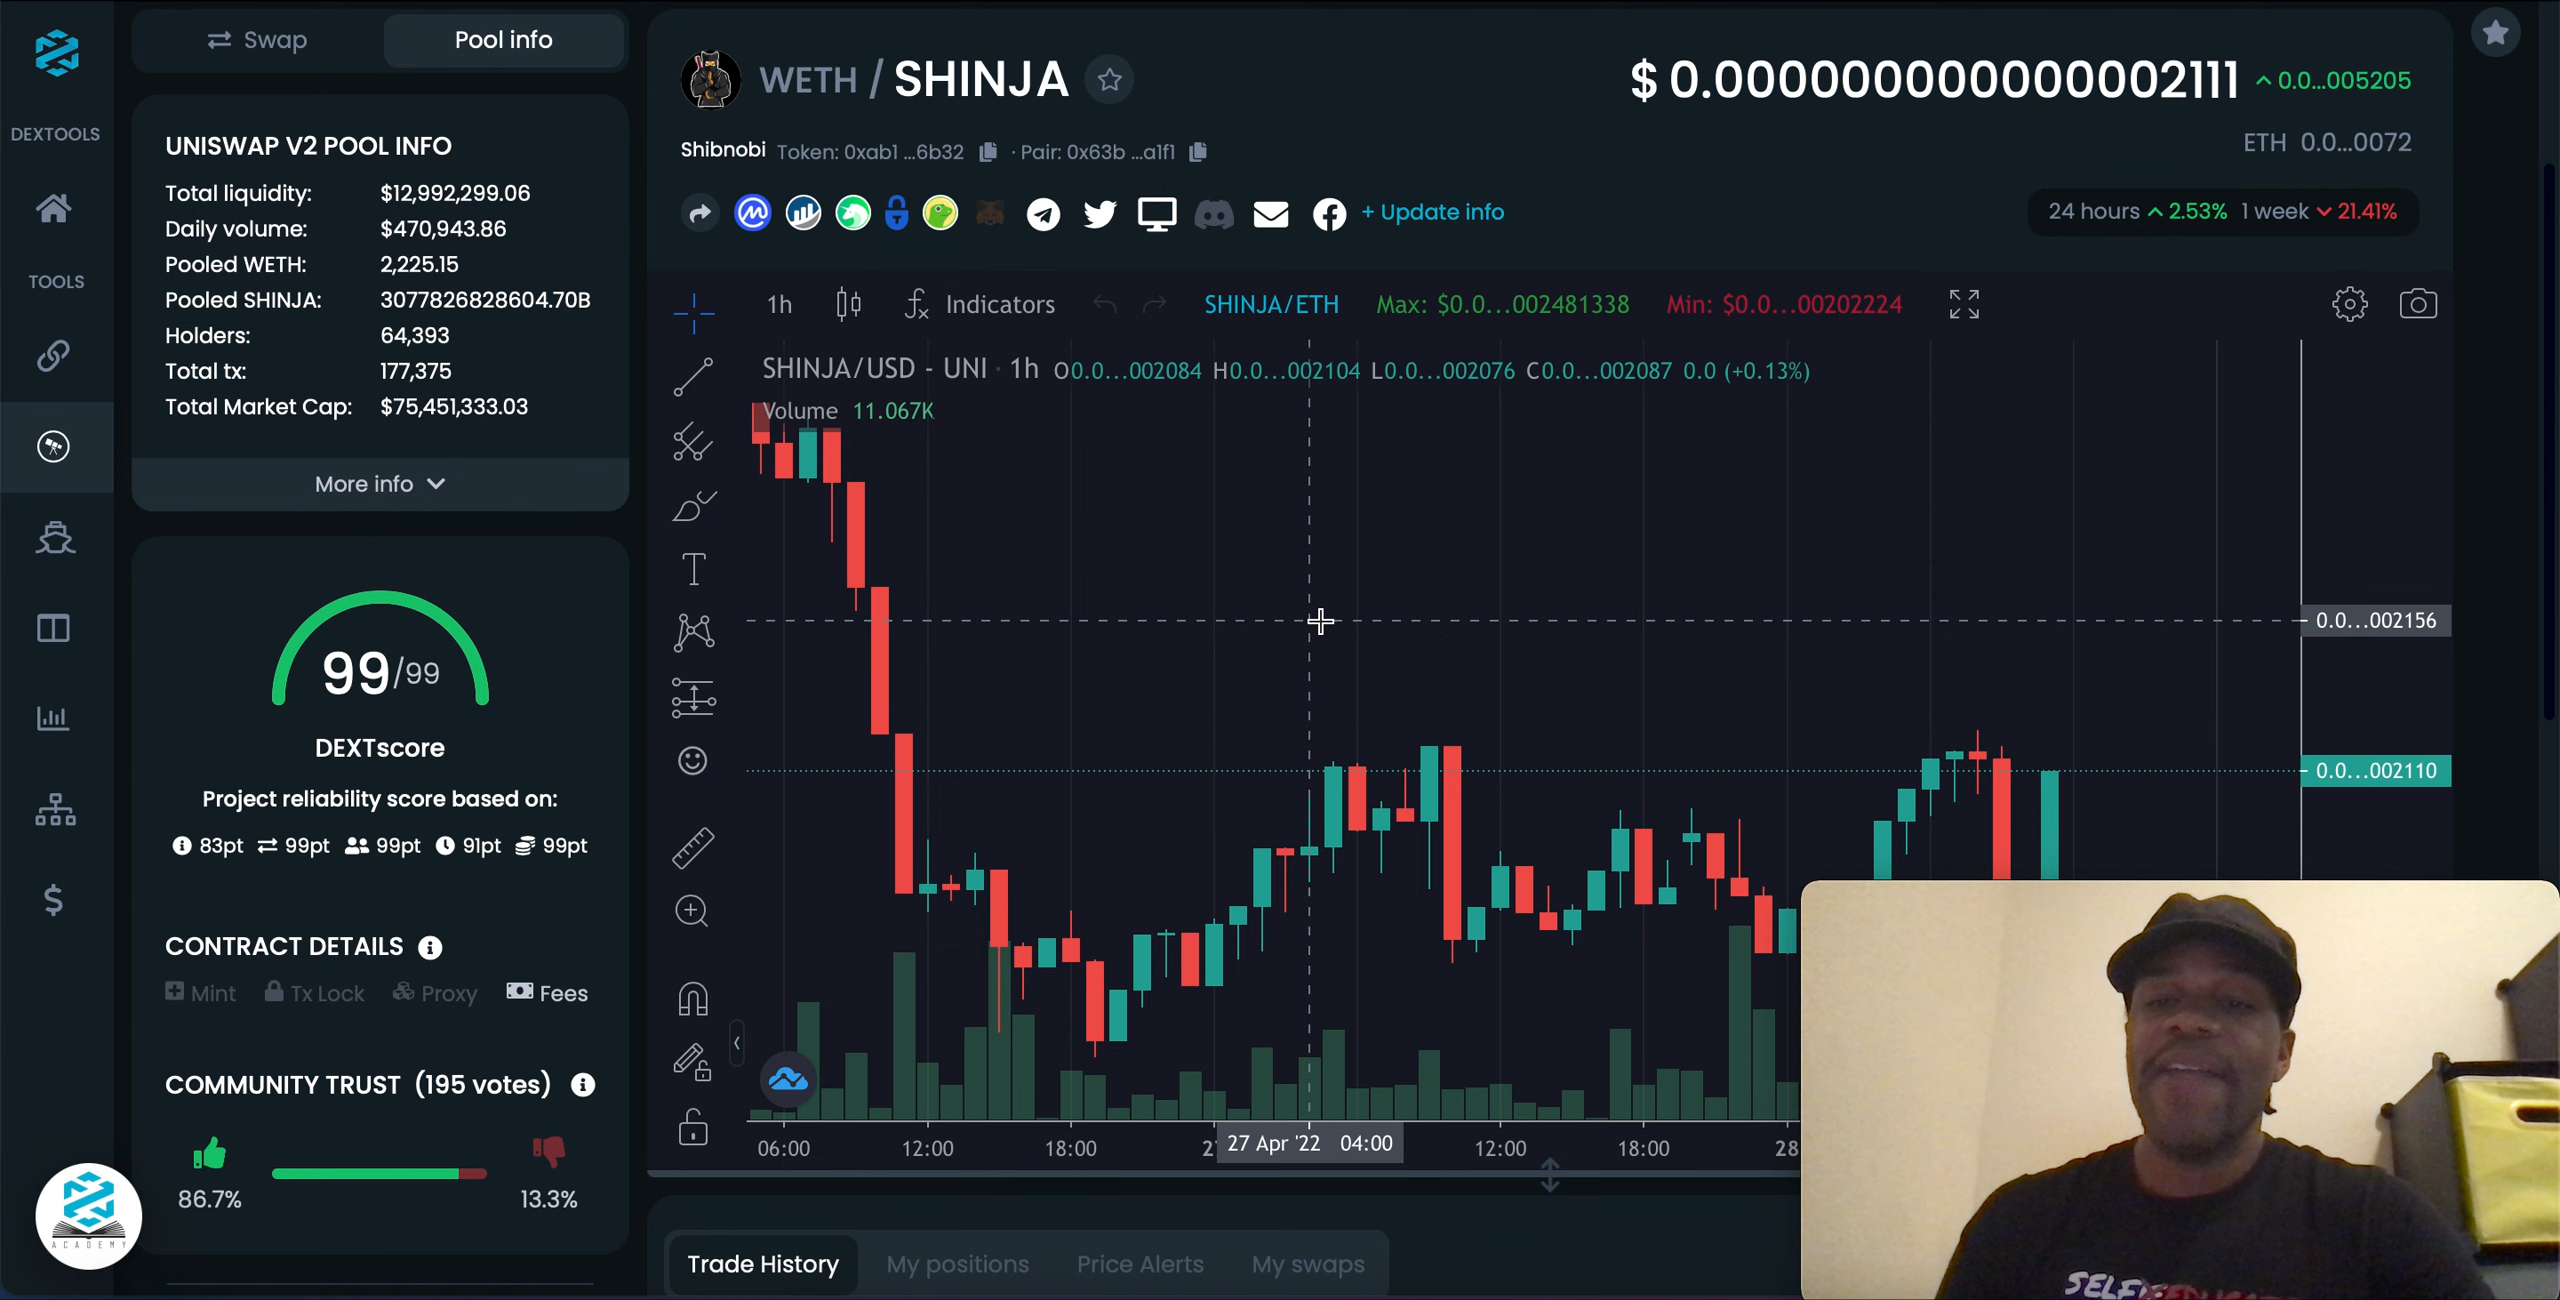 DEXTOOLS
TOOLS
Swap
Pool info
UNISWAP V2 POOL INFO
Total liquidity: $12,992,299.06
Daily volume: $470,943.86
Pooled WETH: 2,225.15
Pooled SHINJA: 3077826828604.70B
Holders: 64,393
Total tx: 177,375
Total Market Cap: $75,451,333.03
More info
99/99
DEXTscore
Project reliability score based on:
83pt 99pt 99pt 91pt 99pt
CONTRACT DETAILS
Mint Tx Lock Proxy Fees
COMMUNITY TRUST (195 votes)
86.7% 13.3%
ACADEMY
WETH / SHINJA
$ 0.000000000000002111 0.0...005205
ETH 0.0...0072
Shibnobi Token: 0xab1 ...6b32 · Pair: 0x63b ...a1f1
+ Update info
24 hours 2.53% 1 week 21.41%
1h Indicators SHINJA/ETH Max: $0.0...002481338 Min: $0.0...00202224
SHINJA/USD - UNI · 1h O0.0...002084 H0.0...002104 L0.0...002076 C0.0...002087 0.0 (+0.13%)
Volume 11.067K
0.0...002156
0.0...002110
06:00 12:00 18:00 2 27 Apr '22 04:00 12:00 18:00 28
Trade History My positions Price Alerts My swaps